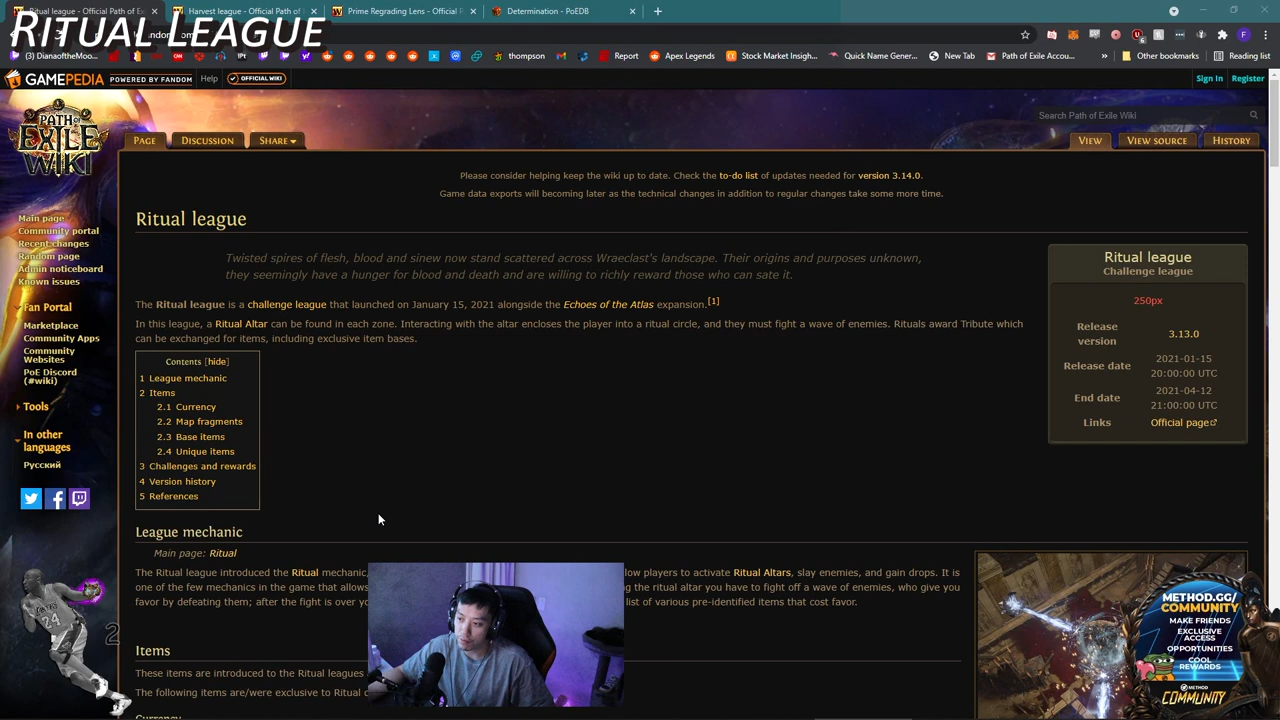 Ritual league - Official Path of Ex
Harvest league - Official Path of
Prime Regrading Lens - Official P
Determination - PoEDB
Ritual League
(3) DianaoftheMoo...
thompson
Report
Apex Legends
Stock Market Insigh...
Quick Name Gener...
New Tab
Path of Exile Accou...
Other bookmarks
Reading list
GAMEPEDIA
POWERED BY FANDOM
Help
OFFICIAL WIKI
Sign In
Register
PATH OF EXILE WIKI
Search Path of Exile Wiki
PAGE
DISCUSSION
SHARE
VIEW
VIEW SOURCE
HISTORY
Please consider helping keep the wiki up to date. Check the to-do list of updates needed for version 3.14.0.
Game data exports will becoming later as the technical changes in addition to regular changes take some more time.
Main page
Community portal
Recent changes
Random page
Admin noticeboard
Known issues
Fan Portal
Marketplace
Community Apps
Community
Websites
PoE Discord
(#wiki)
Tools
In other
languages
Русский
Ritual league
Twisted spires of flesh, blood and sinew now stand scattered across Wraeclast's landscape. Their origins and purposes unknown,
they seemingly have a hunger for blood and death and are willing to richly reward those who can sate it.
The Ritual league is a challenge league that launched on January 15, 2021 alongside the Echoes of the Atlas expansion.[1]
In this league, a Ritual Altar can be found in each zone. Interacting with the altar encloses the player into a ritual circle, and they must fight a wave of enemies. Rituals award Tribute which
can be exchanged for items, including exclusive item bases.
Contents [hide]
1 League mechanic
2 Items
2.1 Currency
2.2 Map fragments
2.3 Base items
2.4 Unique items
3 Challenges and rewards
4 Version history
5 References
Ritual league
Challenge league
250px
Release
version
3.13.0
Release date
2021-01-15
20:00:00 UTC
End date
2021-04-12
21:00:00 UTC
Links
Official page
League mechanic
Main page: Ritual
The Ritual league introduced the Ritual mechanic, low players to activate Ritual Altars, slay enemies, and gain drops. It is
one of the few mechanics in the game that allows the ritual altar you have to fight off a wave of enemies, who give you
favor by defeating them; after the fight is over list of various pre-identified items that cost favor.
Items
These items are introduced to the Ritual leagues
The following items are/were exclusive to Ritual
Currency
24
2
METHOD.GG/
COMMUNITY
MAKE FRIENDS
EXCLUSIVE
ACCESS
OPPORTUNITIES
COOL
REWARDS
METHOD
COMMUNITY